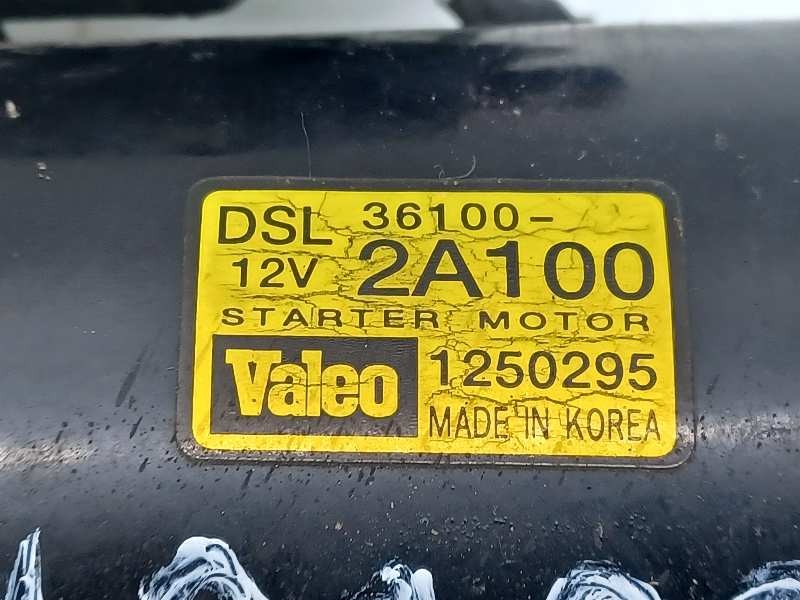 DSL 36100-
12V 2A100
STARTER MOTOR
Valeo 1250295
MADE IN KOREA